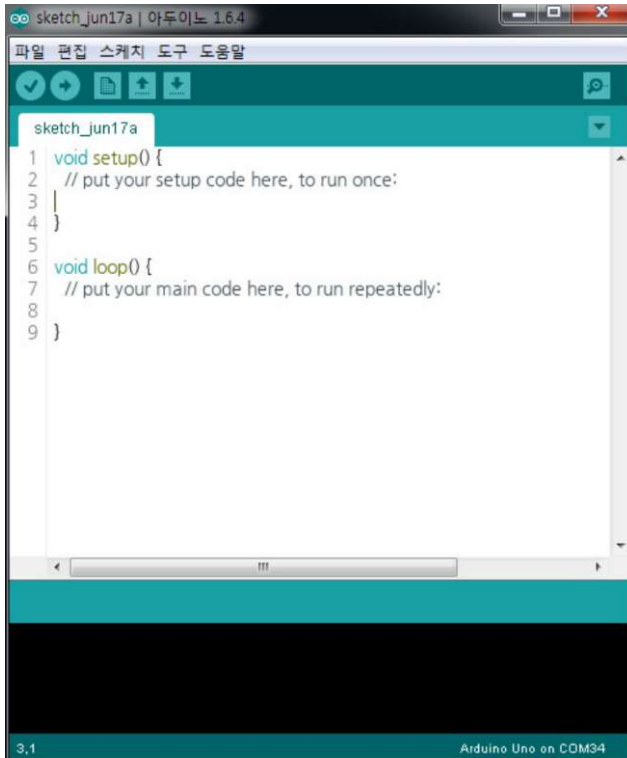 sketch_jun17a | 아두이노 1.6.4
파일 편집 스케치 도구 도움말
sketch_jun17a
1 void setup() {
2 // put your setup code here, to run once:
3
4 }
5
6 void loop() {
7 // put your main code here, to run repeatedly:
8
9 }
3,1 Arduino Uno on COM34